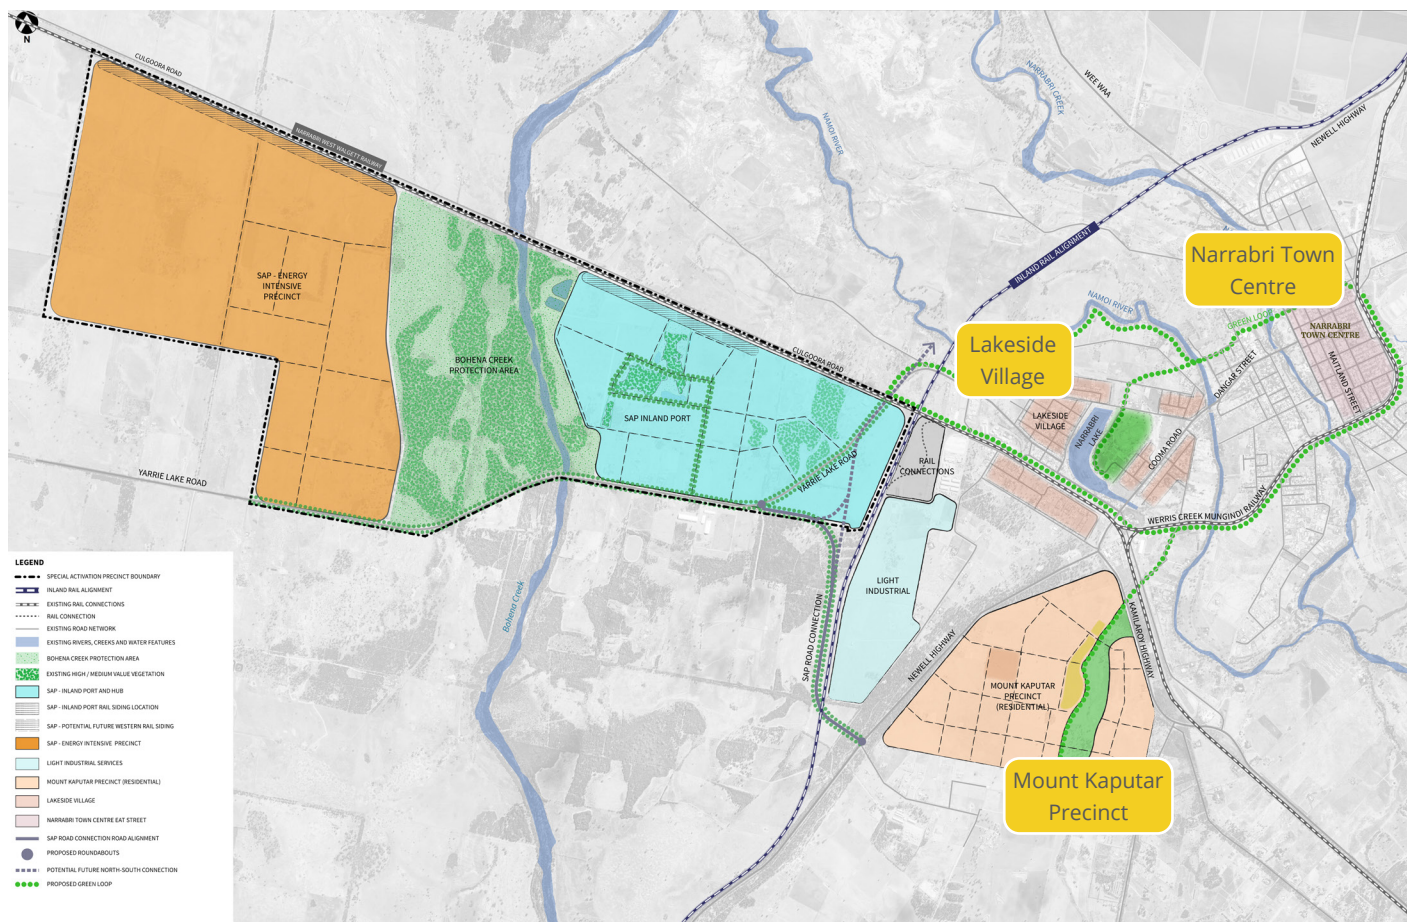 N
CULGOORA ROAD
NARRABRI WEST WALGETT RAILWAY
NAMOI RIVER
NARRABRI CREEK
WEE WAA
NEWELL HIGHWAY
INLAND RAIL ALIGNMENT
Narrabri Town
Centre
SAP - ENERGY
INTENSIVE
PRECINCT
BOHENA CREEK
PROTECTION AREA
NAMOI RIVER
GREEN LOOP
NARRABRI
TOWN CENTRE
MAITLAND STREET
DANGAR STREET
CULGOORA ROAD
Lakeside
Village
SAP INLAND PORT
LAKESIDE
VILLAGE
NARRABRI
LAKE
COOMA ROAD
YARRIE LAKE ROAD
RAIL
CONNECTIONS
YARRIE LAKE ROAD
WERRIS CREEK MUNGINDI RAILWAY
Bohena Creek
LIGHT
INDUSTRIAL
SAP ROAD CONNECTION
NEWELL HIGHWAY
KAMILAROY HIGHWAY
MOUNT KAPUTAR
PRECINCT
(RESIDENTIAL)
Mount Kaputar
Precinct
LEGEND
SPECIAL ACTIVATION PRECINCT BOUNDARY
INLAND RAIL ALIGNMENT
EXISTING RAIL CONNECTIONS
RAIL CONNECTION
EXISTING ROAD NETWORK
EXISTING RIVERS, CREEKS AND WATER FEATURES
BOHENA CREEK PROTECTION AREA
EXISTING HIGH / MEDIUM VALUE VEGETATION
SAP - INLAND PORT AND HUB
SAP - INLAND PORT RAIL SIDING LOCATION
SAP - POTENTIAL FUTURE WESTERN RAIL SIDING
SAP - ENERGY INTENSIVE PRECINCT
LIGHT INDUSTRIAL SERVICES
MOUNT KAPUTAR PRECINCT (RESIDENTIAL)
LAKESIDE VILLAGE
NARRABRI TOWN CENTRE EAT STREET
SAP ROAD CONNECTION ROAD ALIGNMENT
PROPOSED ROUNDABOUTS
POTENTIAL FUTURE NORTH-SOUTH CONNECTION
PROPOSED GREEN LOOP